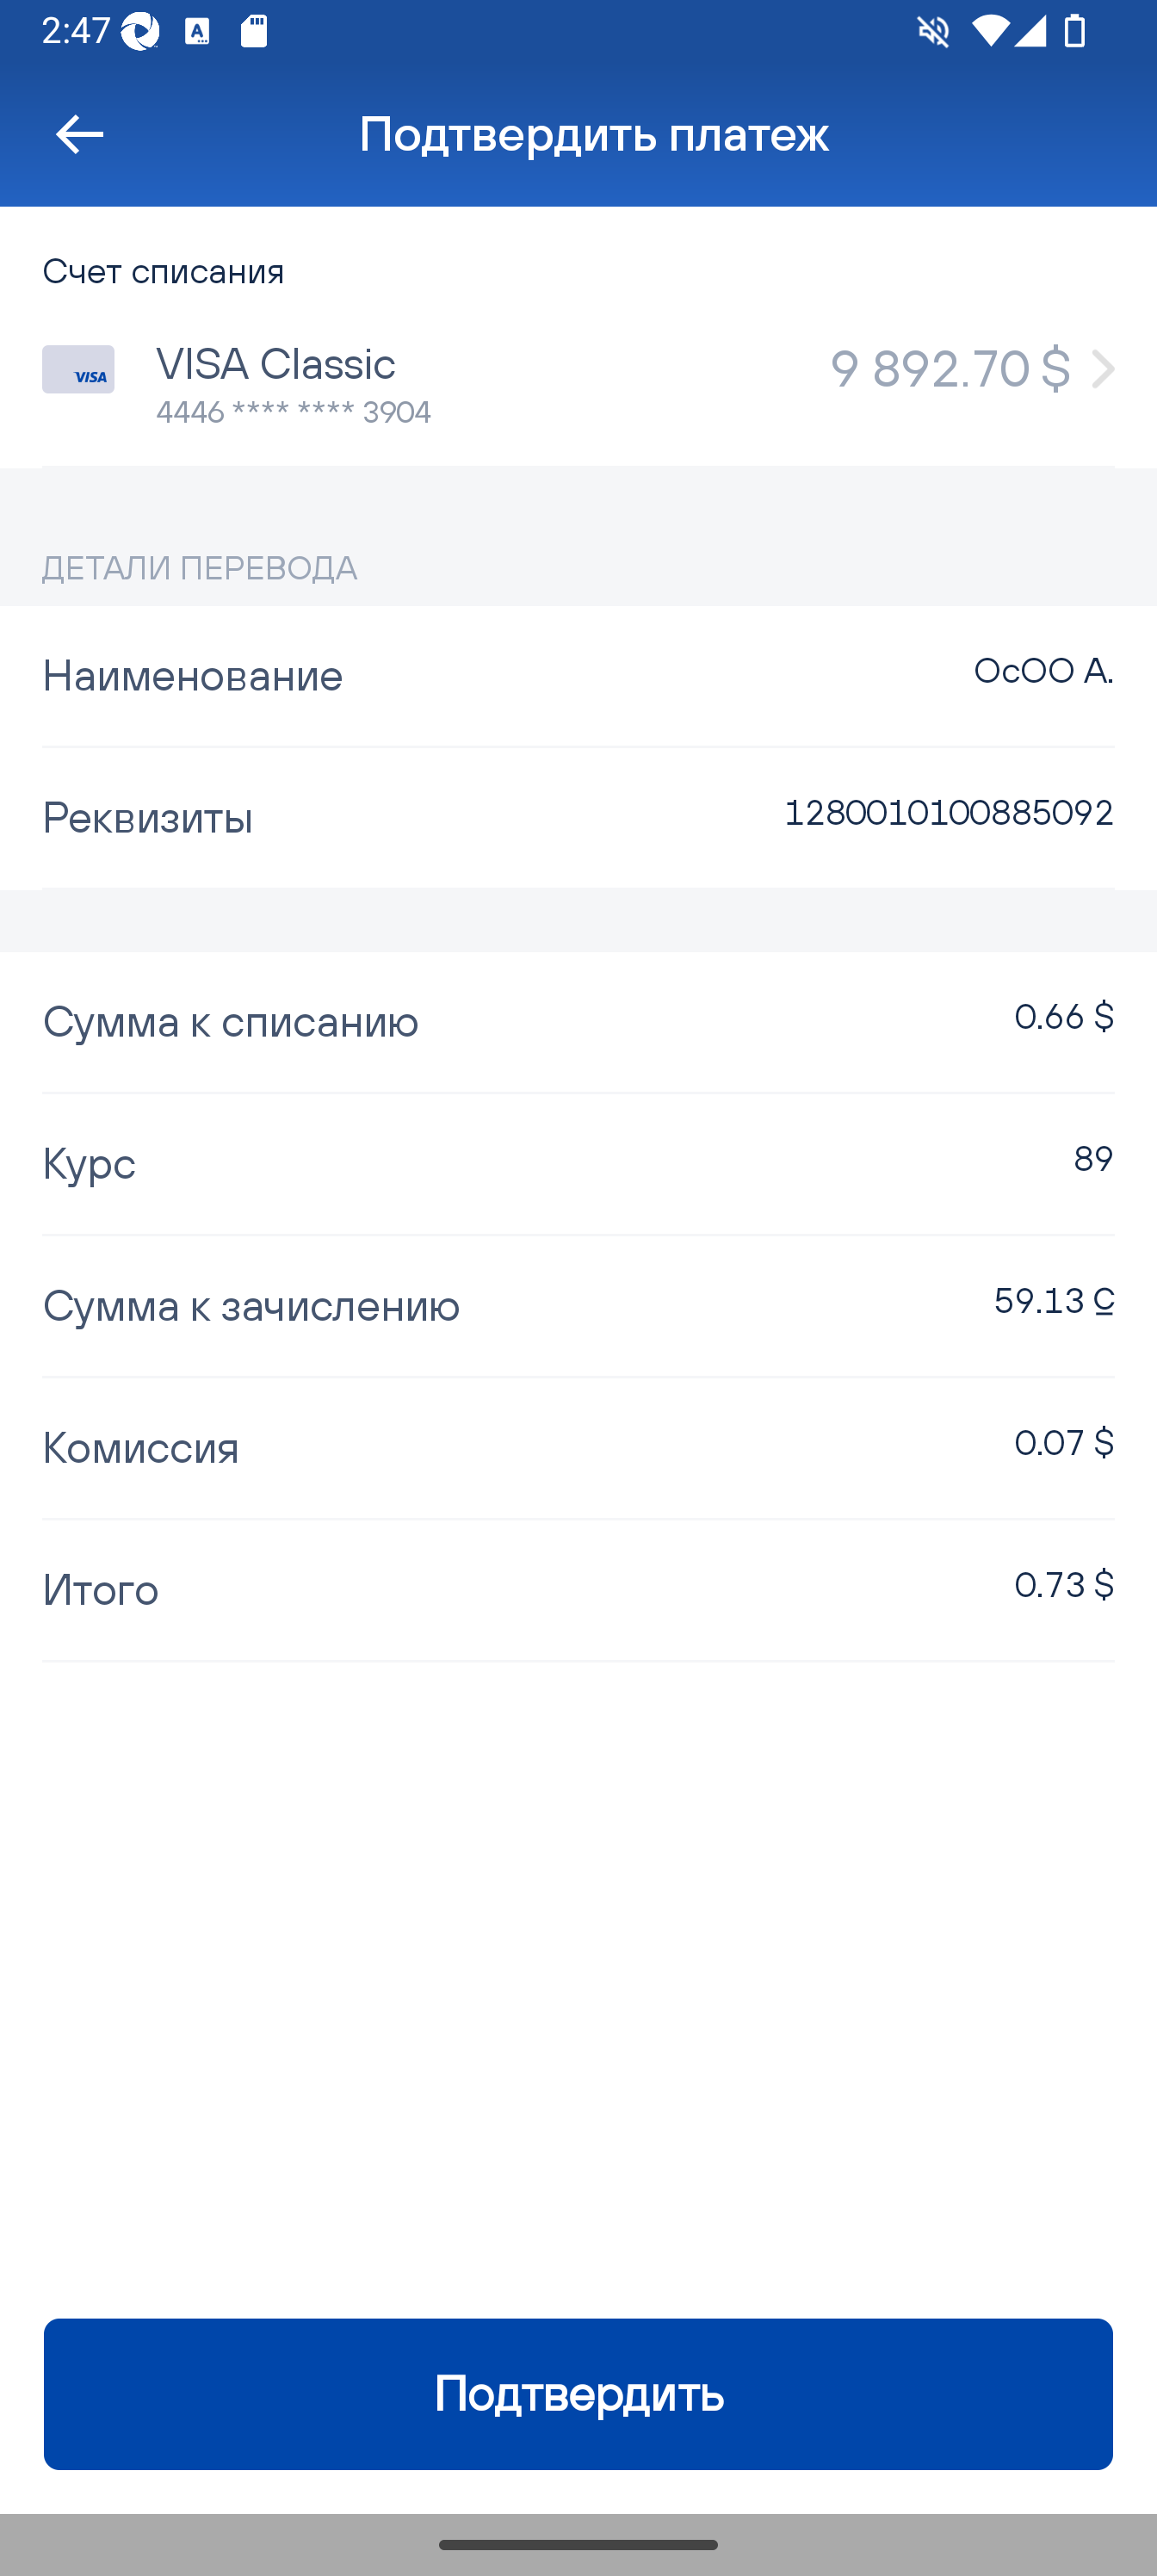 2:47
Подтвердить платеж
Счет списания
VISA
VISA Classic
9 892.70 $
4446 **** **** 3904
ДЕТАЛИ ПЕРЕВОДА
Наименование
ОсОО А.
Реквизиты
1280010100885092
Сумма к списанию
0.66 $
Курс
89
Сумма к зачислению
59.13 С̲
Комиссия
0.07 $
Итого
0.73 $
Подтвердить